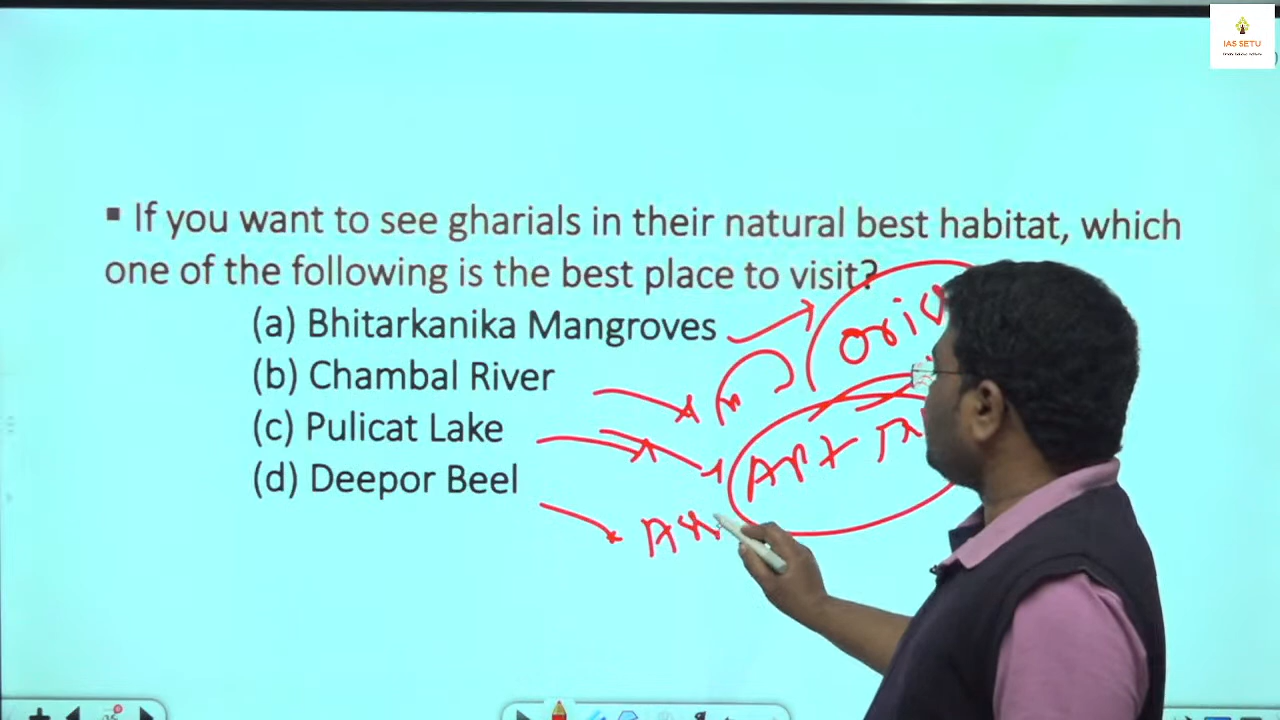 IAS SETU
▪ If you want to see gharials in their natural best habitat, which
one of the following is the best place to visit?
(a) Bhitarkanika Mangroves
(b) Chambal River
(c) Pulicat Lake
(d) Deepor Beel